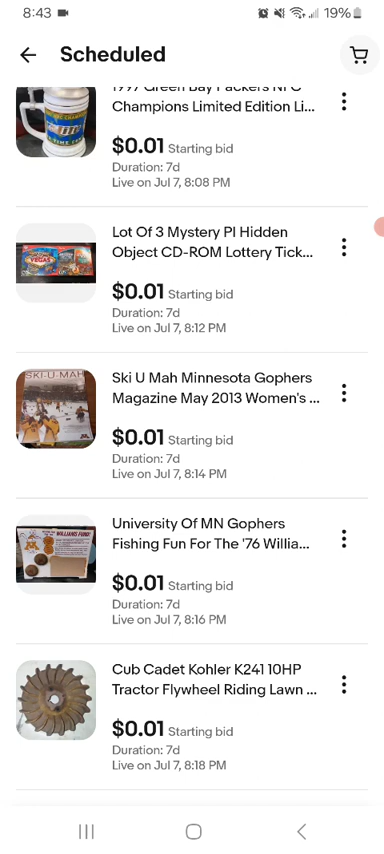 8:43
19%
Scheduled
Champions Limited Edition Li...
$0.01 Starting bid
Duration: 7d
Live on Jul 7, 8:08 PM
Lot Of 3 Mystery PI Hidden
Object CD-ROM Lottery Tick...
$0.01 Starting bid
Duration: 7d
Live on Jul 7, 8:12 PM
VEGAS
SKI-U-MAH
Ski U Mah Minnesota Gophers
Magazine May 2013 Women's ...
$0.01 Starting bid
Duration: 7d
Live on Jul 7, 8:14 PM
WILLIAMS FUND!
University Of MN Gophers
Fishing Fun For The '76 Willia...
$0.01 Starting bid
Duration: 7d
Live on Jul 7, 8:16 PM
Cub Cadet Kohler K241 10HP
Tractor Flywheel Riding Lawn ...
$0.01 Starting bid
Duration: 7d
Live on Jul 7, 8:18 PM